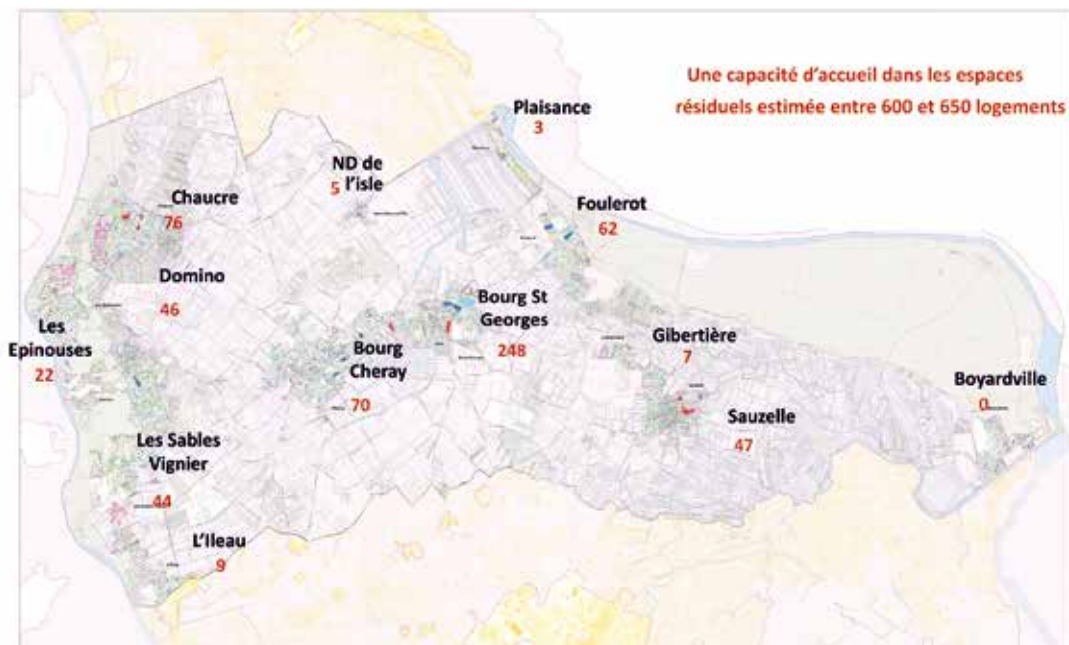 Une capacité d'accueil dans les espaces
résiduels estimée entre 600 et 650 logements
Plaisance
3
ND de
l'isle
5
Chaucre
76
Foulerot
62
Domino
46
Bourg St
Georges
248
Les
Epinouses
22
Bourg
Cheray
70
Gibertière
7
Boyardville
0
Sauzelle
47
Les Sables
Vignier
44
L'Ileau
9